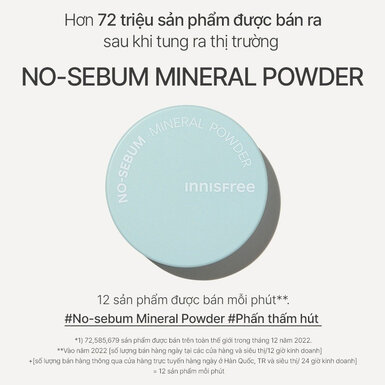 Hơn 72 triệu sản phẩm được bán ra
sau khi tung ra thị trường
NO-SEBUM MINERAL POWDER
NO-SEBUM MINERAL POWDER
innisfree
12 sản phẩm được bán mỗi phút**.
#No-sebum Mineral Powder #Phấn thấm hút
*1) 72,585,679 sản phẩm được bán trên toàn thế giới trong tháng 12 năm 2022.
**Vào năm 2022 [số lượng bán hàng ngày tại các cửa hàng và siêu thị/12 giờ kinh doanh]
+[số lượng bán hàng thông qua cửa hàng trực tuyến hàng ngày ở Hàn Quốc, TR và siêu thị/ 24 giờ kinh doanh]
= 12 sản phẩm mỗi phút.